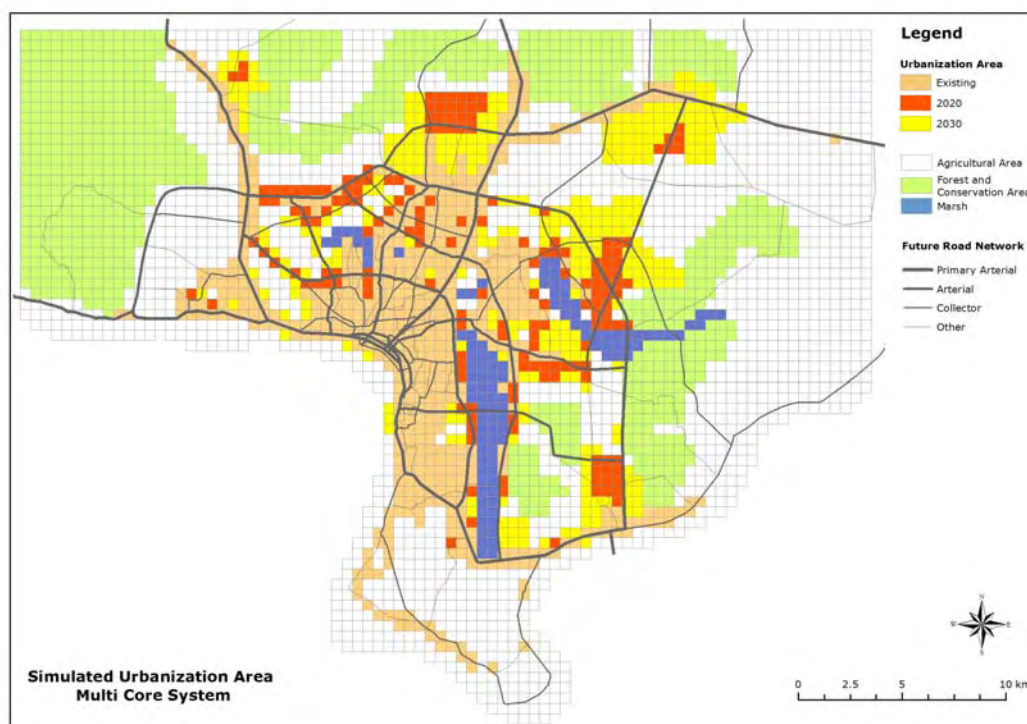 Legend
Urbanization Area
Existing
2020
2030
Agricultural Area
Forest and
Conservation Area
Marsh
Future Road Network
Primary Arterial
Arterial
Collector
Other
N
W E
S
Simulated Urbanization Area
Multi Core System
0 2.5 5 10 km